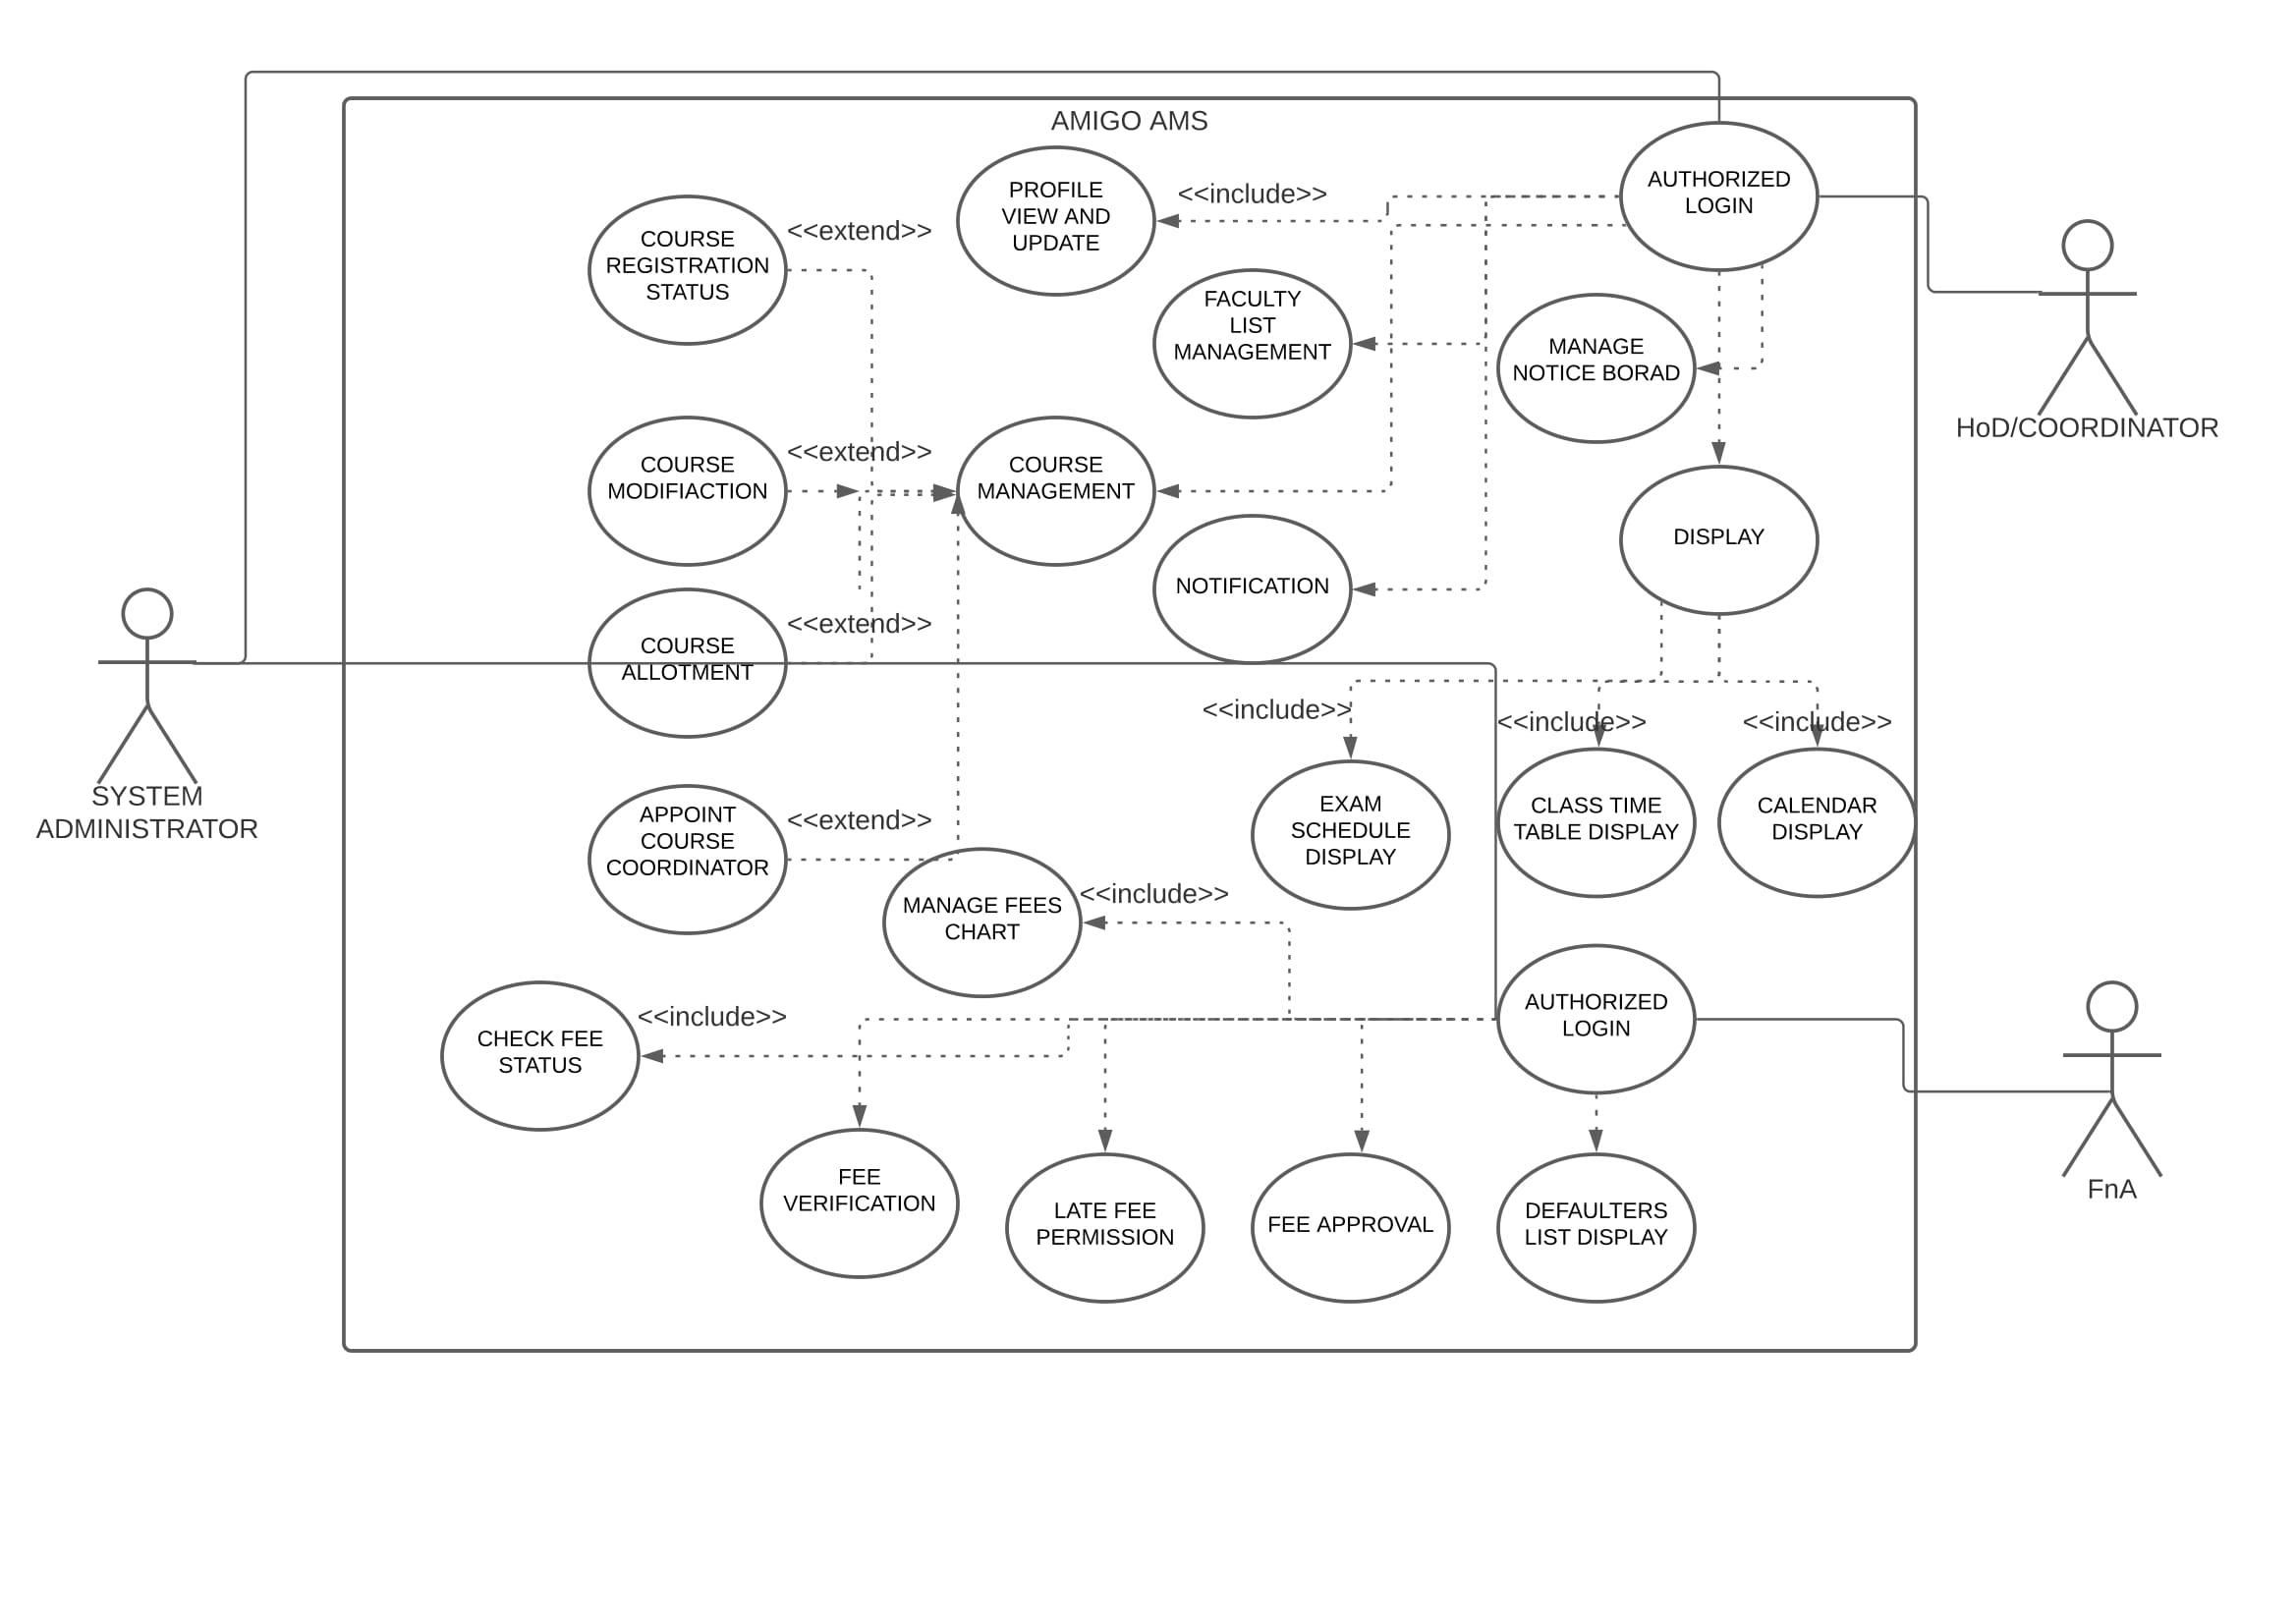 AMIGO AMS
PROFILE
VIEW AND
UPDATE
<<include>>
AUTHORIZED
LOGIN
COURSE
REGISTRATION
STATUS
<<extend>>
FACULTY
LIST
MANAGEMENT
MANAGE
NOTICE BORAD
HoD/COORDINATOR
COURSE
MODIFIACTION
<<extend>>
COURSE
MANAGEMENT
DISPLAY
NOTIFICATION
COURSE
ALLOTMENT
<<extend>>
<<include>>
<<include>>
<<include>>
SYSTEM
ADMINISTRATOR
APPOINT
COURSE
COORDINATOR
<<extend>>
EXAM
SCHEDULE
DISPLAY
CLASS TIME
TABLE DISPLAY
CALENDAR
DISPLAY
MANAGE FEES
CHART
<<include>>
AUTHORIZED
LOGIN
CHECK FEE
STATUS
<<include>>
FEE
VERIFICATION
LATE FEE
PERMISSION
FEE APPROVAL
DEFAULTERS
LIST DISPLAY
FnA